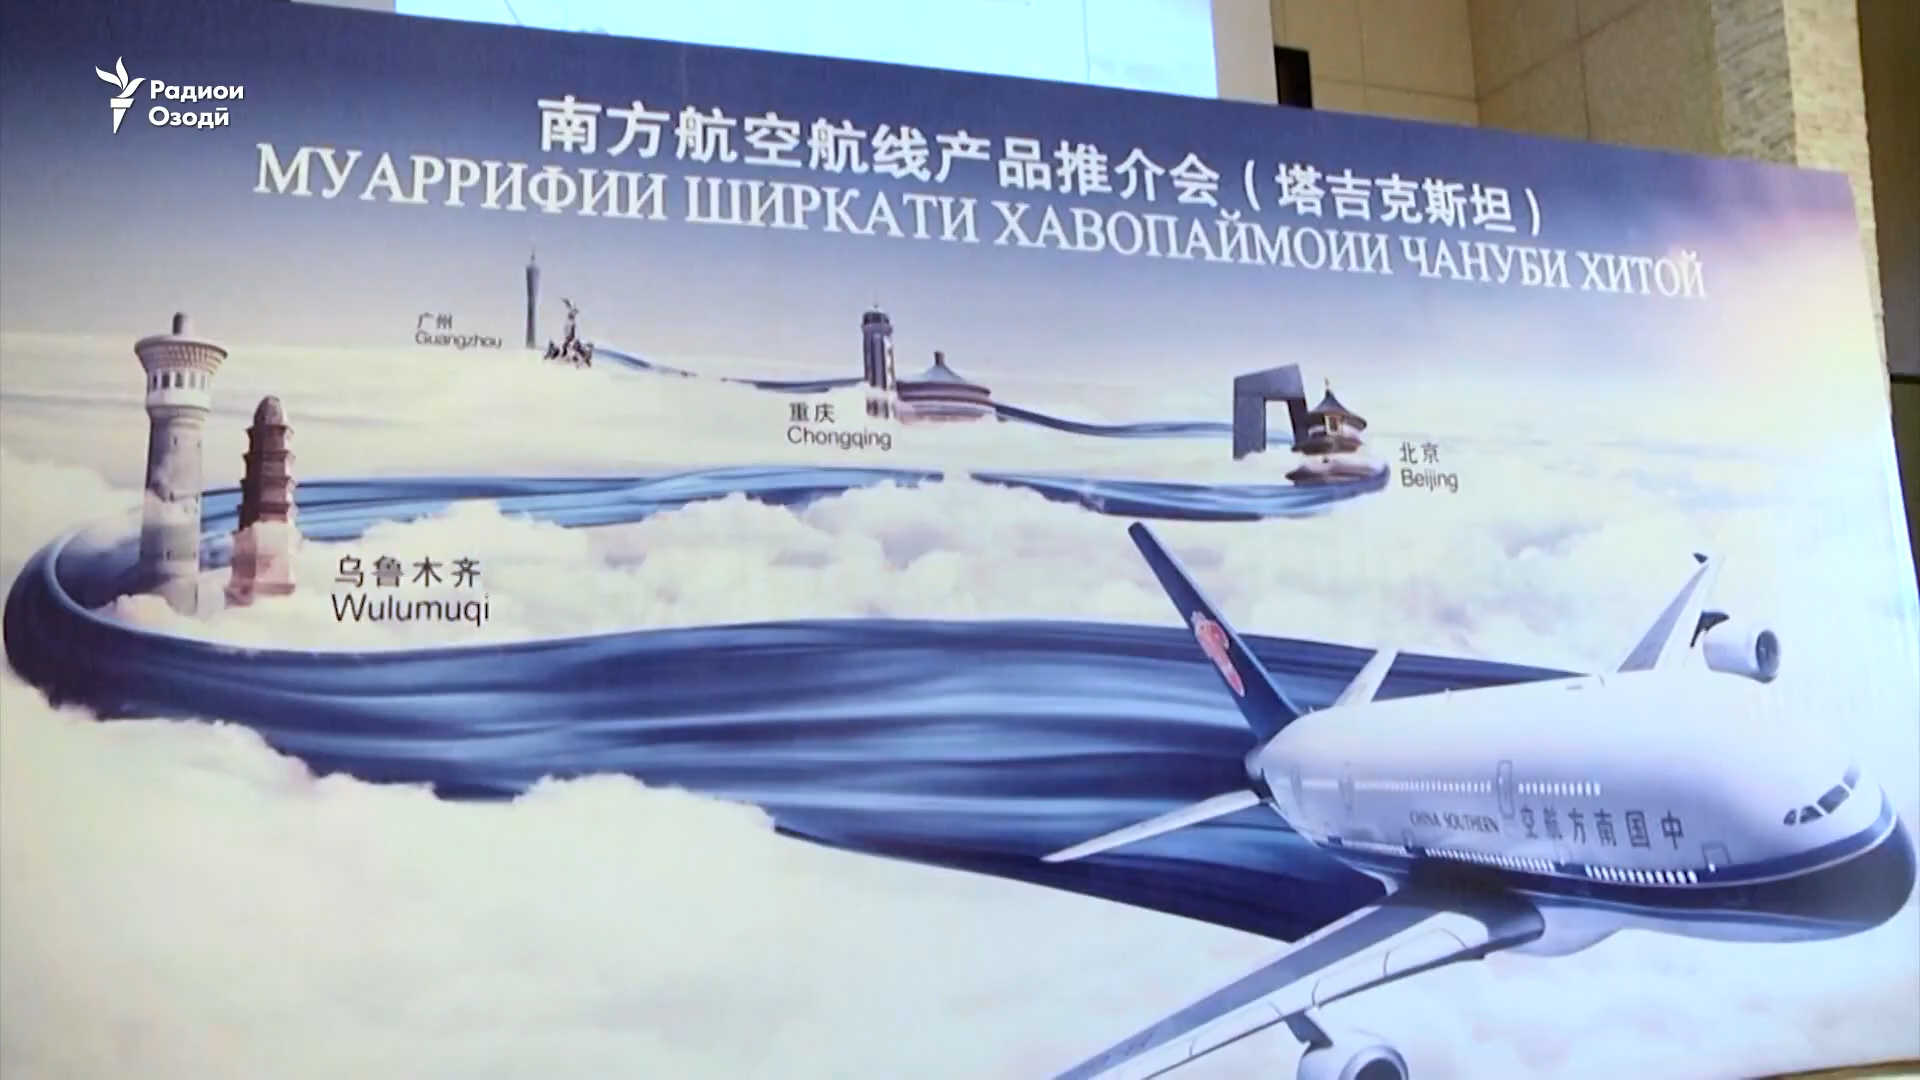 Радиои
Озодӣ
南方航空航线产品推介会（塔吉克斯坦）
МУАРРИФИИ ШИРКАТИ ХАВОПАЙМОИИ ЧАНУБИ ХИТОЙ
广州
Guangzhou
重庆
Chongqing
北京
Beijing
乌鲁木齐
Wulumuqi
CHINA SOUTHERN 空航方南国中